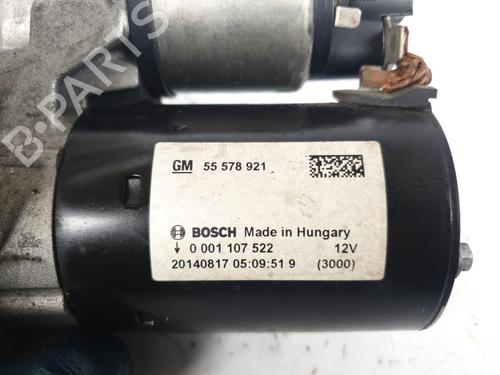 B-PARTS
GM 55 578 921
BOSCH Made in Hungary
↓ 0 001 107 522 12V
20140817 05:09:51 9 (3000)